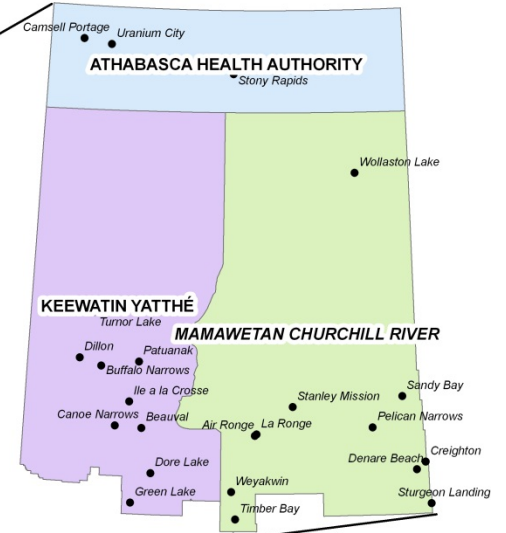 Camsell Portage
Uranium City
ATHABASCA HEALTH AUTHORITY
Stony Rapids
Wollaston Lake
KEEWATIN YATTHÉ
Turnor Lake
MAMAWETAN CHURCHILL RIVER
Dillon
Patuanak
Buffalo Narrows
Ile a la Crosse
Sandy Bay
Stanley Mission
Canoe Narrows
Beauval
Air Ronge
La Ronge
Pelican Narrows
Dore Lake
Denare Beach
Creighton
Green Lake
Weyakwin
Sturgeon Landing
Timber Bay